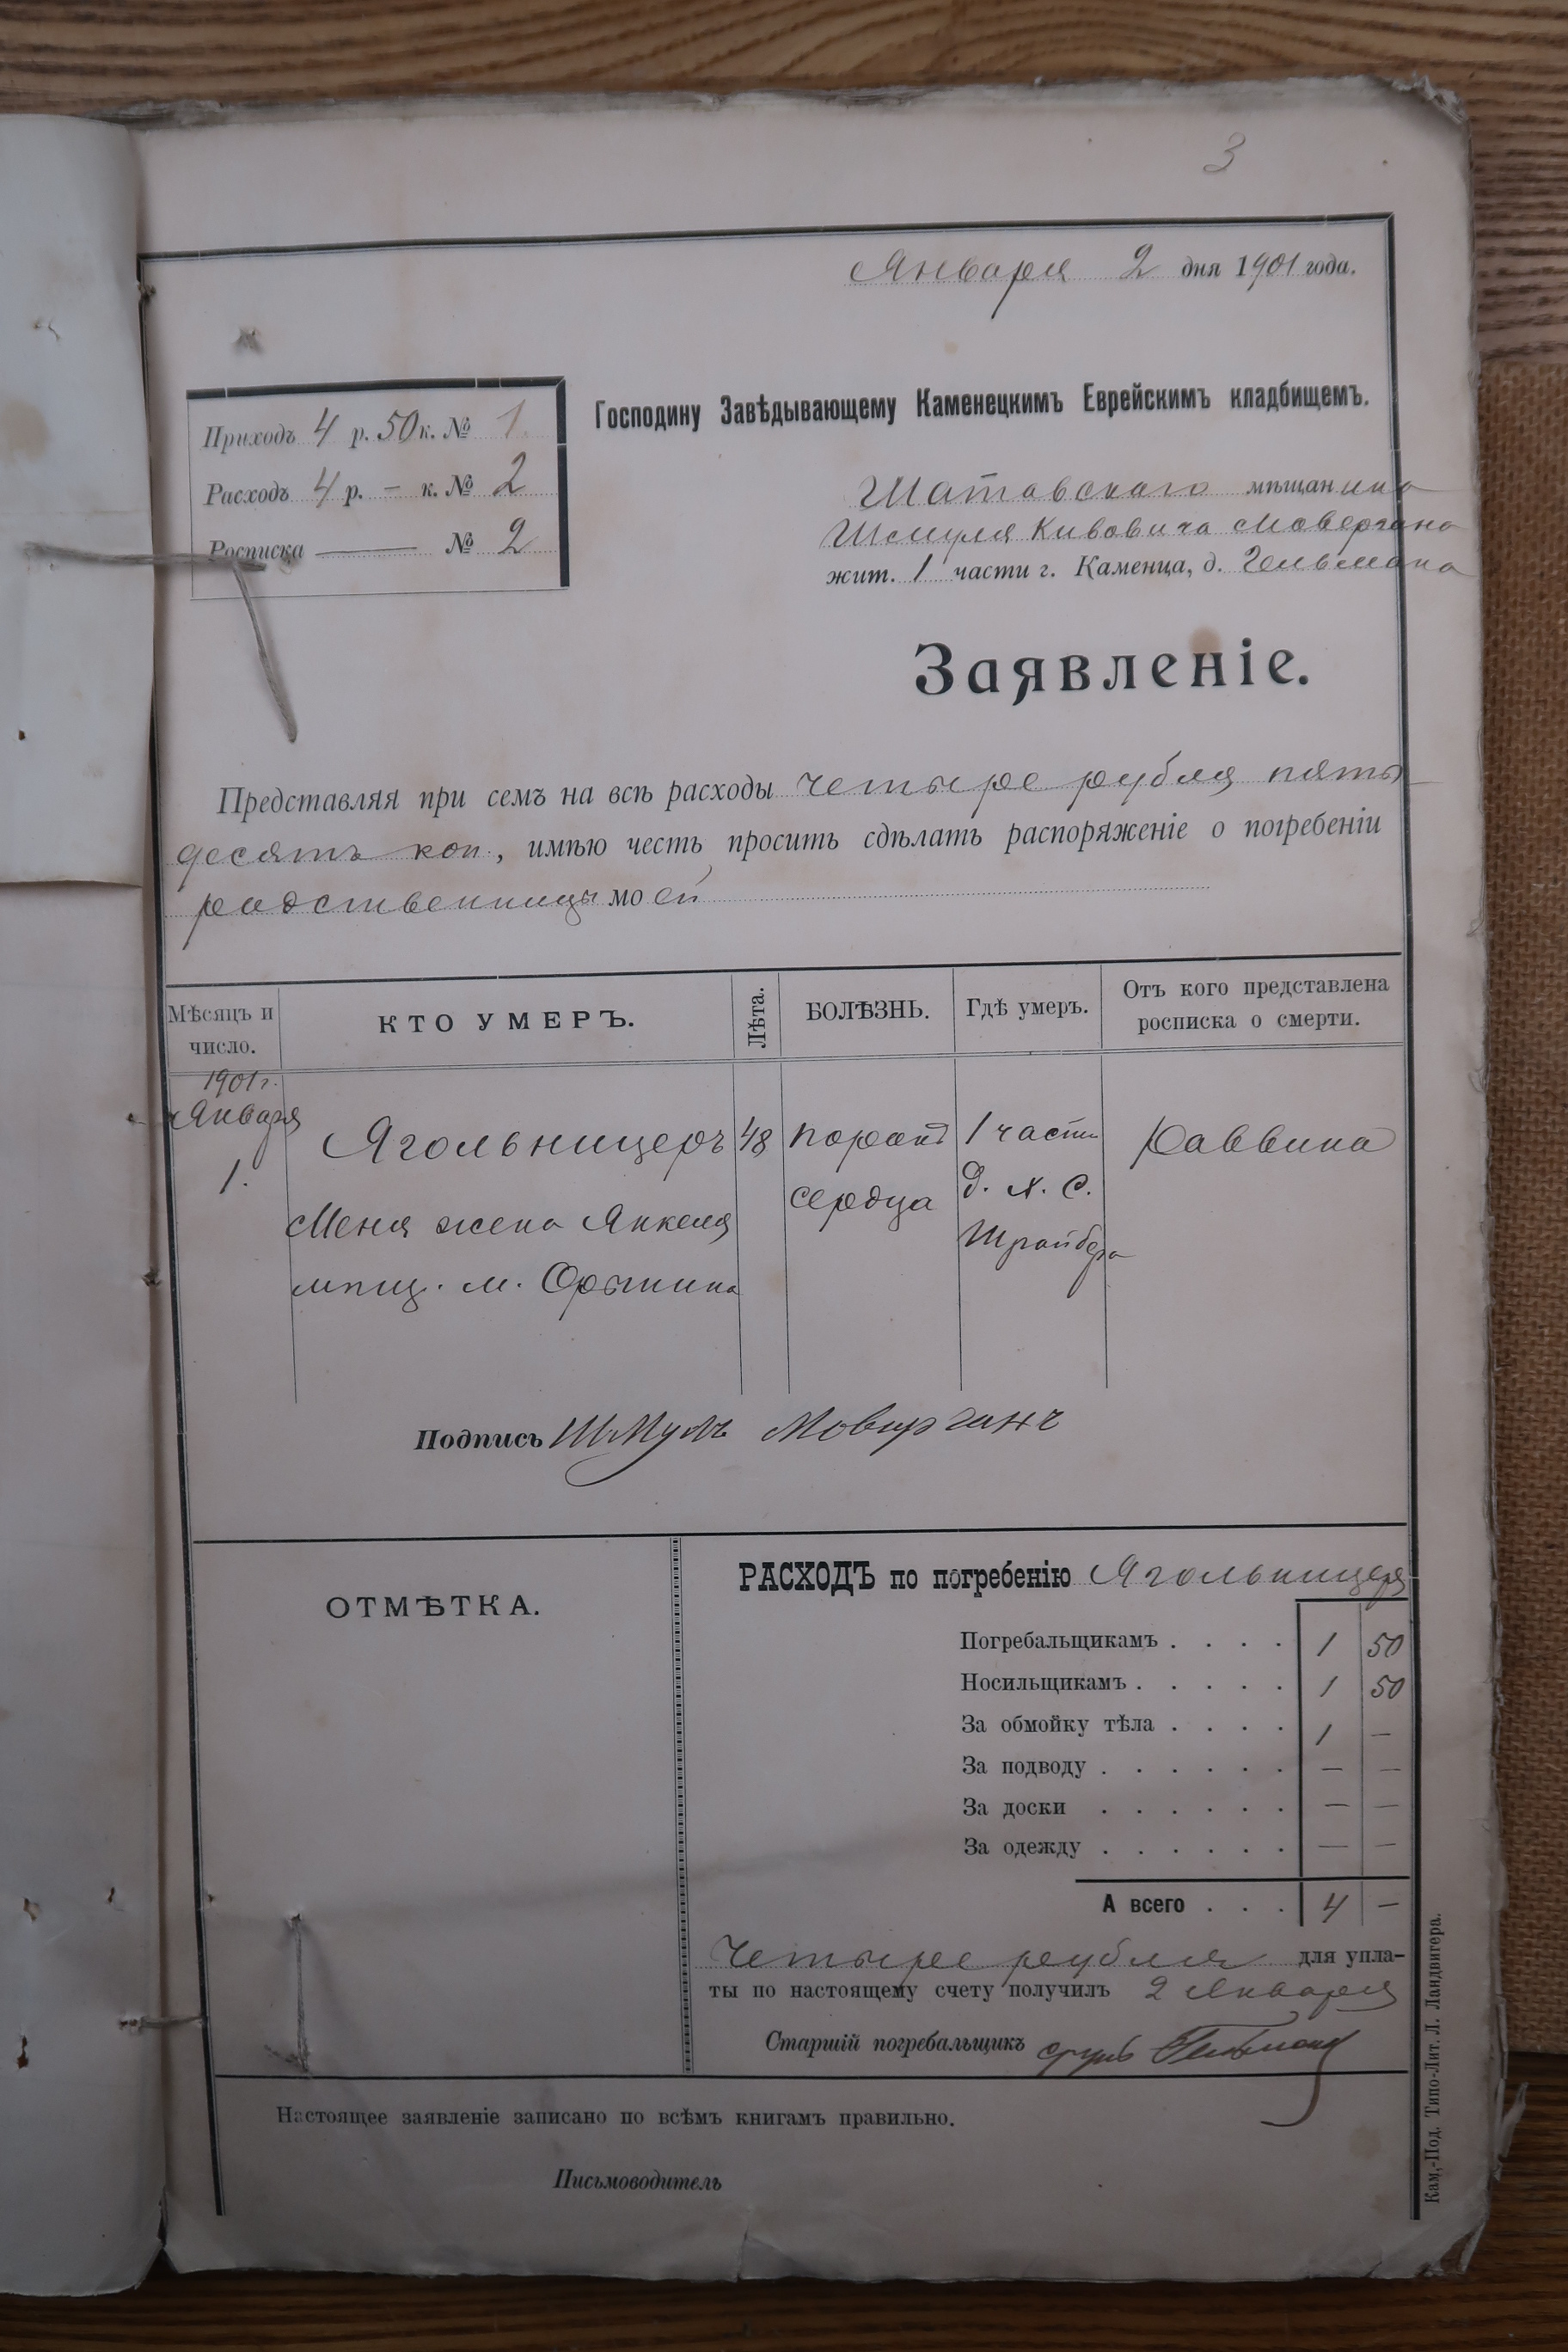 3
Января 2 дня 1901 года.
Приходъ 4 р. 50 к. № 1.
Расходъ 4 р. – к. № 2
Росписка —— № 2
Господину Завѣдывающему Каменецкимъ Еврейскимъ кладбищемъ.
Шатавскаго мѣщанина
Шмуля Кивовича Мовергана
жит. 1 части г. Каменца, д. Гельмана
Заявленіе.
Представляя при семъ на всѣ расходы четыре рубля пять
десятъ коп., имѣю честь просить сдѣлать распоряженіе о погребеніи
родственницы моей
Мѣсяцъ и число.
КТО УМЕРЪ.
Лѣта.
БОЛѢЗНЬ.
Гдѣ умеръ.
Отъ кого представлена росписка о смерти.
1901 г.
Января
1.
Ягольницеръ
Меня жена Янкеля
мѣщ. м. Орынина
48
порокъ
сердца
1 части
д. Х. С.
Шрайбера
Раввина
Подпись Шмуль Мовирганъ
ОТМѢТКА.
РАСХОДЪ по погребенію Ягольницеръ
Погребальщикамъ . . . . 1 50
Носильщикамъ . . . . . 1 50
За обмойку тѣла . . . . 1 —
За подводу . . . . . . — —
За доски . . . . . . — —
За одежду . . . . . . — —
А всего . . . 4 —
Четыре рубля для упла-
ты по настоящему счету получилъ 2 Января
Старшій погребальщикъ
Настоящее заявленіе записано по всѣмъ книгамъ правильно.
Письмоводитель
Кам.-Под. Типо-Лит. Л. Ландвигера.